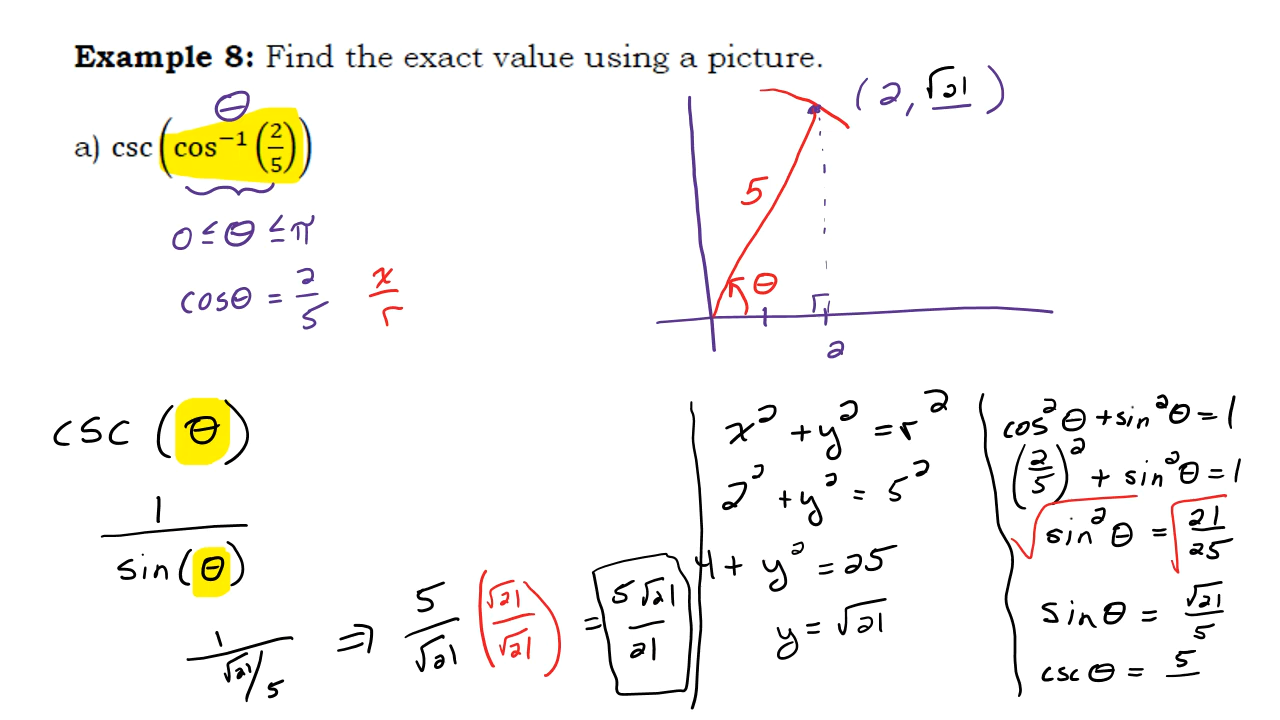 Example 8: Find the exact value using a picture.
θ
a) csc(cos⁻¹(2/5))
0 ≤ θ ≤ π
cosθ = 2/5 x/r
(2, √21)
5
θ
2
csc (θ)
1/sin(θ)
1/(√21/5) ⇒ 5/√21 (√21/√21) = 5√21/21
x² + y² = r²
2² + y² = 5²
4 + y² = 25
y = √21
cos²θ + sin²θ = 1
(2/5)² + sin²θ = 1
√sin²θ = √21/25
sinθ = √21/5
cscθ = 5/